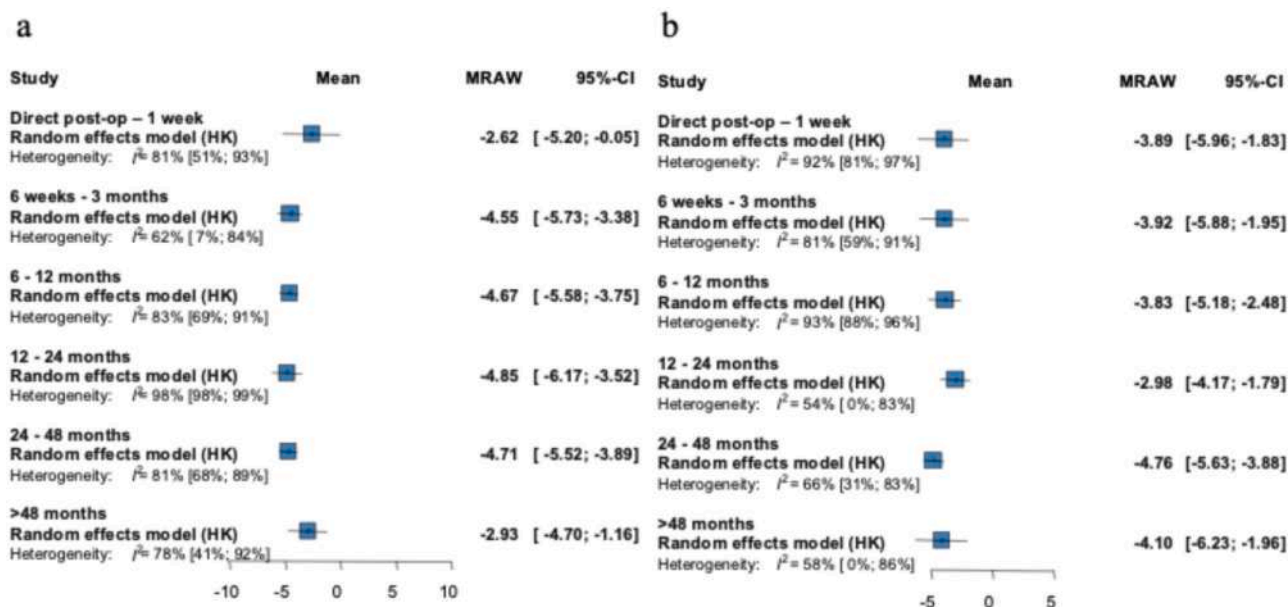 a
Study Mean MRAW 95%-CI
Direct post-op – 1 week
Random effects model (HK) -2.62 [ -5.20; -0.05]
Heterogeneity: I²= 81% [51%; 93%]
6 weeks - 3 months
Random effects model (HK) -4.55 [ -5.73; -3.38]
Heterogeneity: I²= 62% [ 7%; 84%]
6 - 12 months
Random effects model (HK) -4.67 [ -5.58; -3.75]
Heterogeneity: I²= 83% [69%; 91%]
12 - 24 months
Random effects model (HK) -4.85 [ -6.17; -3.52]
Heterogeneity: I²= 98% [98%; 99%]
24 - 48 months
Random effects model (HK) -4.71 [ -5.52; -3.89]
Heterogeneity: I²= 81% [68%; 89%]
>48 months
Random effects model (HK) -2.93 [ -4.70; -1.16]
Heterogeneity: I²= 78% [41%; 92%]
-10 -5 0 5 10
b
Study Mean MRAW 95%-CI
Direct post-op – 1 week
Random effects model (HK) -3.89 [-5.96; -1.83]
Heterogeneity: I² = 92% [81%; 97%]
6 weeks - 3 months
Random effects model (HK) -3.92 [-5.88; -1.95]
Heterogeneity: I² = 81% [59%; 91%]
6 - 12 months
Random effects model (HK) -3.83 [-5.18; -2.48]
Heterogeneity: I² = 93% [88%; 96%]
12 - 24 months
Random effects model (HK) -2.98 [-4.17; -1.79]
Heterogeneity: I² = 54% [ 0%; 83%]
24 - 48 months
Random effects model (HK) -4.76 [-5.63; -3.88]
Heterogeneity: I² = 66% [31%; 83%]
>48 months
Random effects model (HK) -4.10 [-6.23; -1.96]
Heterogeneity: I² = 58% [ 0%; 86%]
-5 0 5